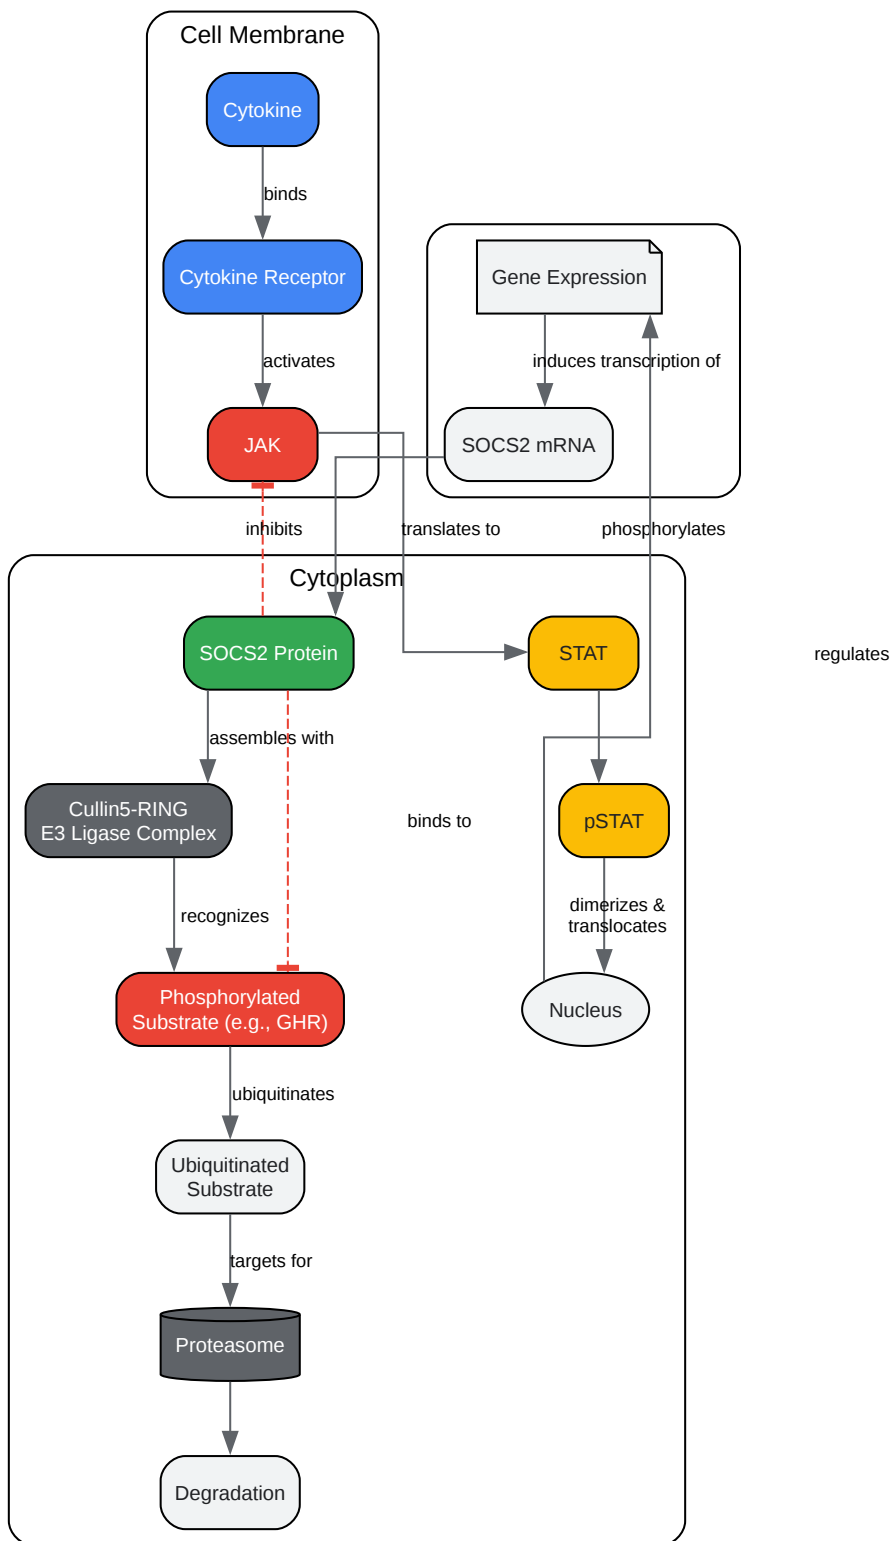 Cell Membrane
Cytokine
binds
Cytokine Receptor
Gene Expression
activates
induces transcription of
JAK
SOCS2 mRNA
inhibits
translates to
phosphorylates
Cytoplasm
SOCS2 Protein
STAT
regulates
assembles with
Cullin5-RING
E3 Ligase Complex
binds to
pSTAT
recognizes
dimerizes &
translocates
Phosphorylated
Substrate (e.g., GHR)
Nucleus
ubiquitinates
Ubiquitinated
Substrate
targets for
Proteasome
Degradation